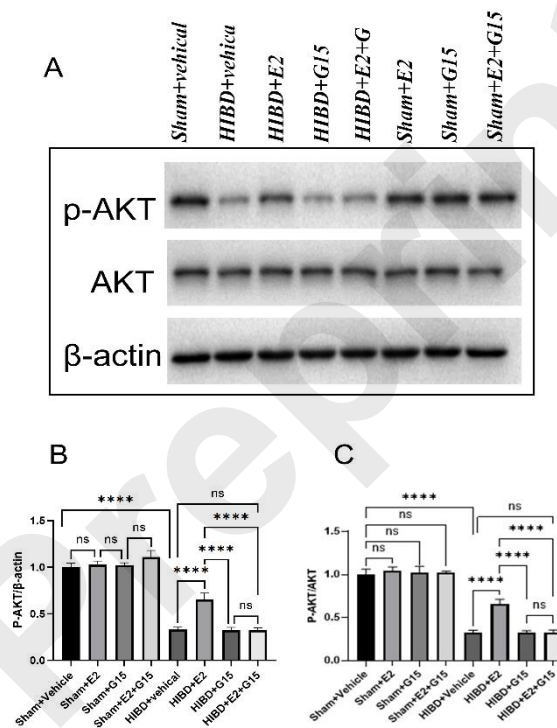 A
Sham+vehical
HIBD+vehica
HIBD+E2
HIBD+G15
HIBD+E2+G
Sham+E2
Sham+G15
Sham+E2+G15
p-AKT
AKT
β-actin
B
C
P-AKT/β-actin
1.5
1.0
0.5
0.0
****
ns
ns
ns
ns
****
****
****
ns
Sham+Vehicle
Sham+E2
Sham+G15
Sham+E2+G15
HIBD+vehical
HIBD+E2
HIBD+G15
HIBD+E2+G15
P-AKT/AKT
1.5
1.0
0.5
0.0
****
ns
ns
ns
ns
****
****
****
ns
Sham+Vehicle
Sham+E2
Sham+G15
Sham+E2+G15
HIBD+Vehicle
HIBD+E2
HIBD+G15
HIBD+E2+G15
Preprin